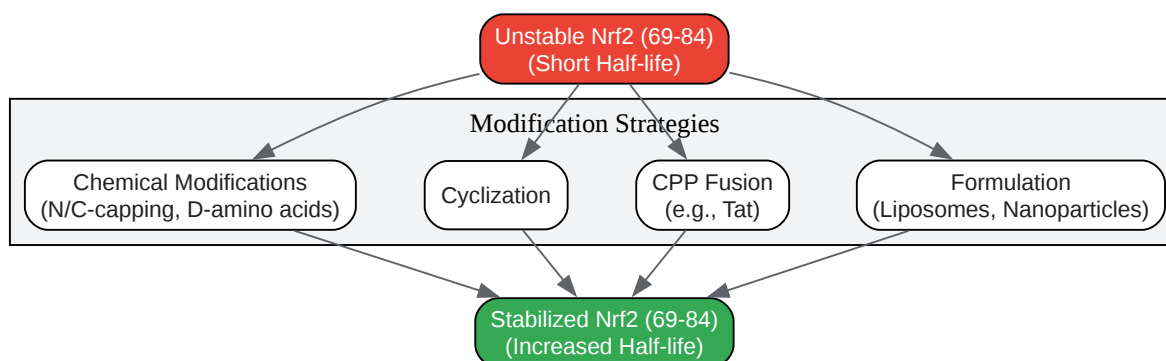 Unstable Nrf2 (69-84)
(Short Half-life)
Modification Strategies
Chemical Modifications
(N/C-capping, D-amino acids)
Cyclization
CPP Fusion
(e.g., Tat)
Formulation
(Liposomes, Nanoparticles)
Stabilized Nrf2 (69-84)
(Increased Half-life)